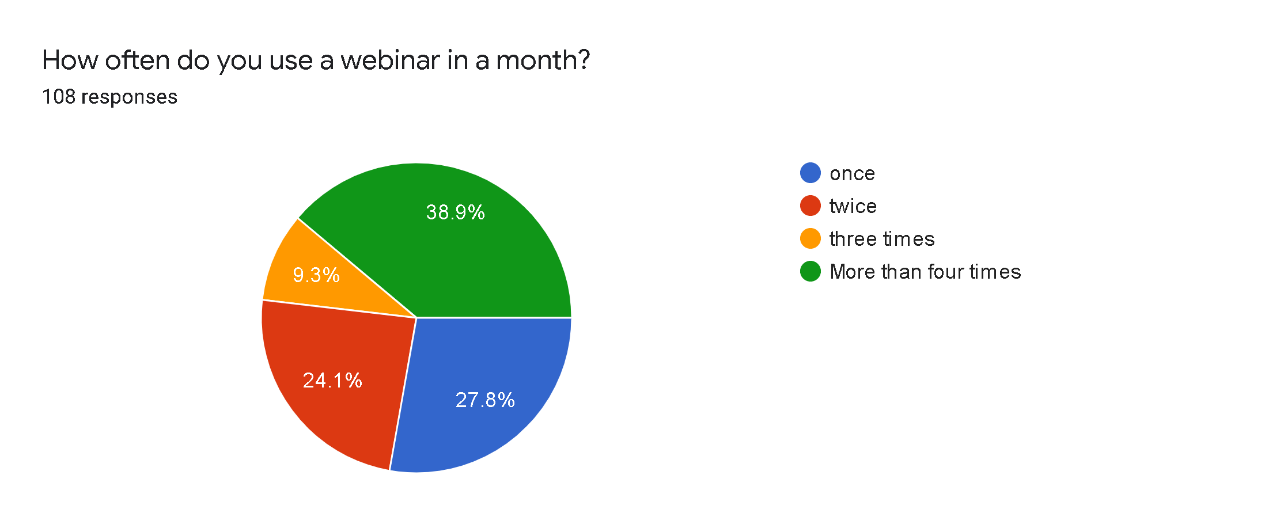 How often do you use a webinar in a month?
108 responses
38.9%
9.3%
24.1%
27.8%
once
twice
three times
More than four times